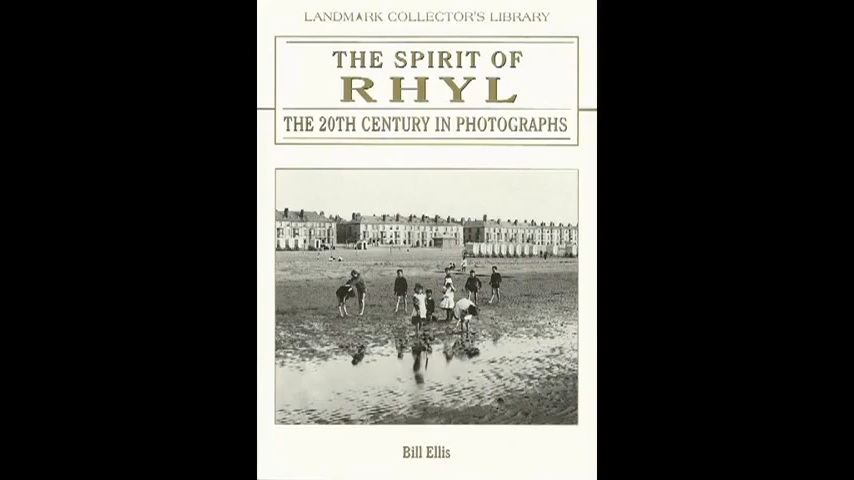 LANDMARK COLLECTOR'S LIBRARY
THE SPIRIT OF
RHYL
THE 20TH CENTURY IN PHOTOGRAPHS
Bill Ellis